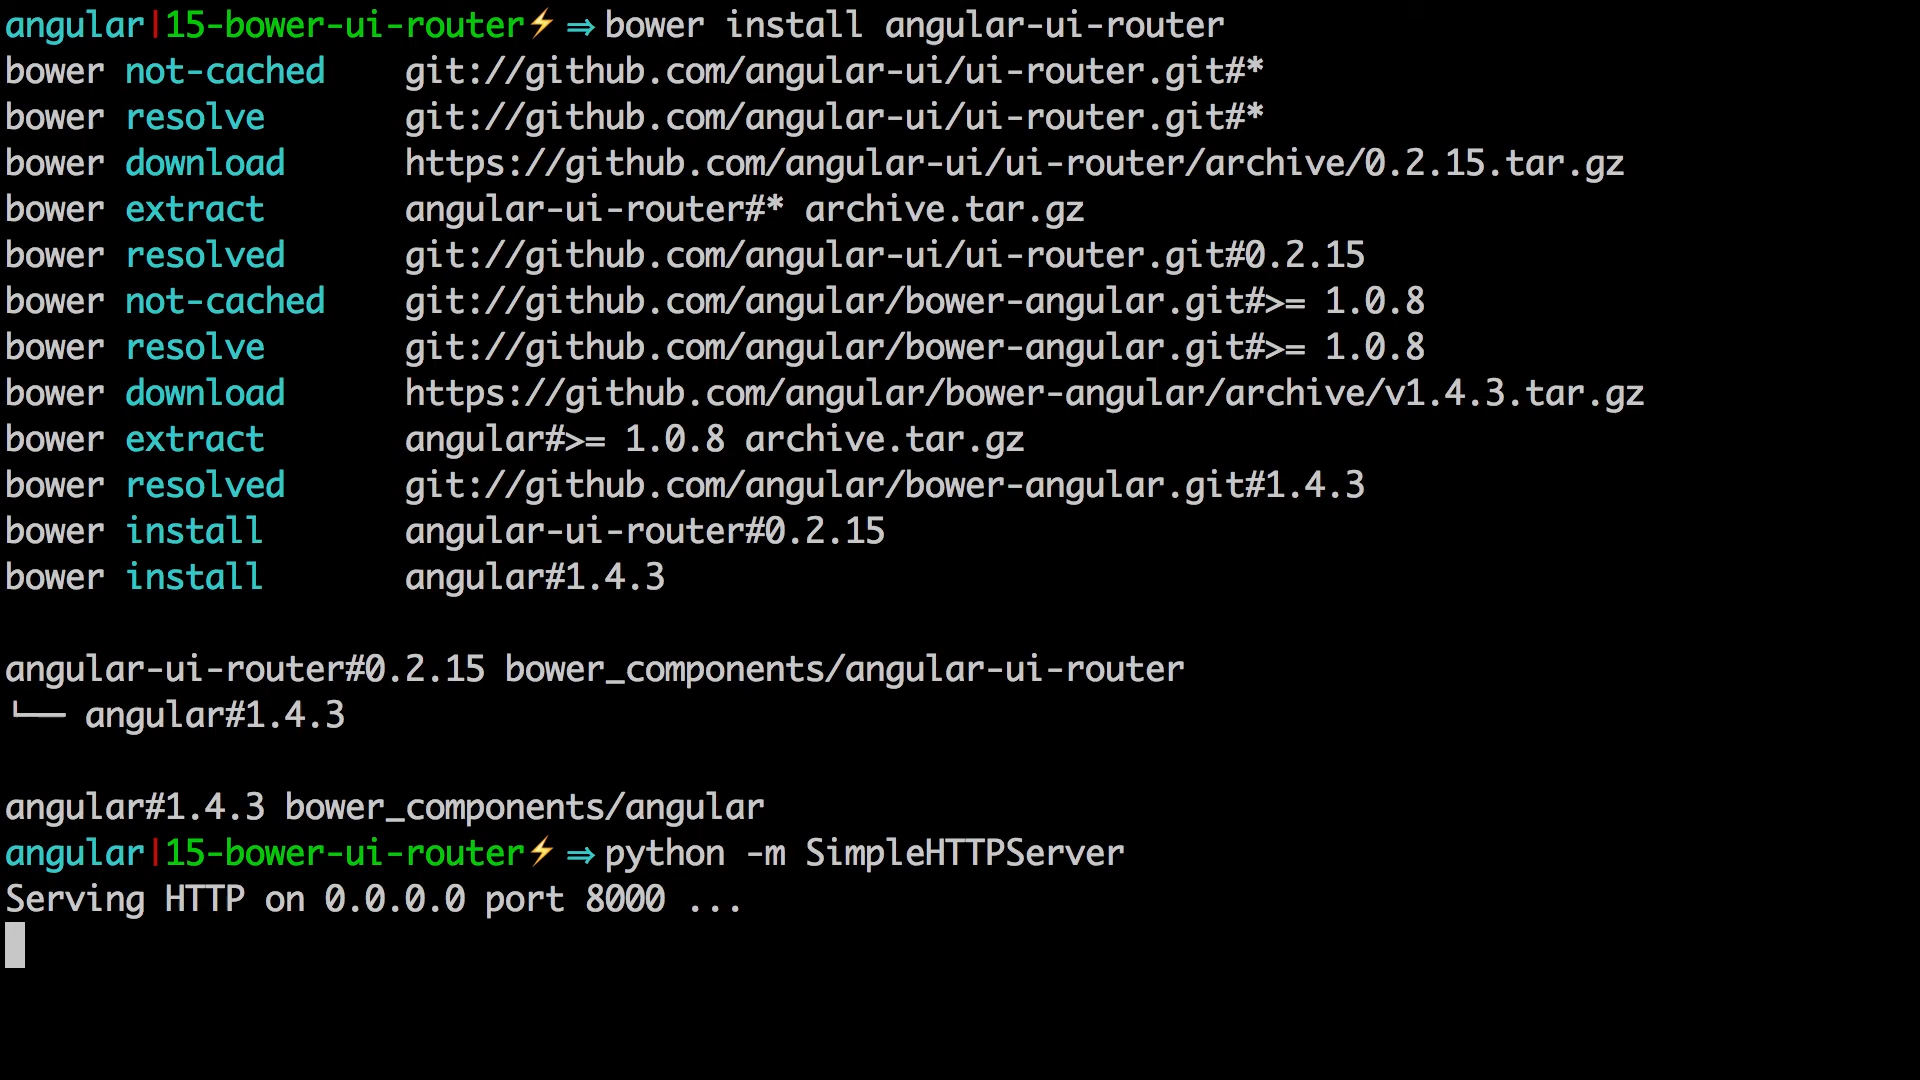 angular|15-bower-ui-router⚡ ⇒ bower install angular-ui-router
bower not-cached    git://github.com/angular-ui/ui-router.git#*
bower resolve       git://github.com/angular-ui/ui-router.git#*
bower download      https://github.com/angular-ui/ui-router/archive/0.2.15.tar.gz
bower extract       angular-ui-router#* archive.tar.gz
bower resolved      git://github.com/angular-ui/ui-router.git#0.2.15
bower not-cached    git://github.com/angular/bower-angular.git#>= 1.0.8
bower resolve       git://github.com/angular/bower-angular.git#>= 1.0.8
bower download      https://github.com/angular/bower-angular/archive/v1.4.3.tar.gz
bower extract       angular#>= 1.0.8 archive.tar.gz
bower resolved      git://github.com/angular/bower-angular.git#1.4.3
bower install       angular-ui-router#0.2.15
bower install       angular#1.4.3
angular-ui-router#0.2.15 bower_components/angular-ui-router
└── angular#1.4.3
angular#1.4.3 bower_components/angular
angular|15-bower-ui-router⚡ ⇒ python -m SimpleHTTPServer
Serving HTTP on 0.0.0.0 port 8000 ...